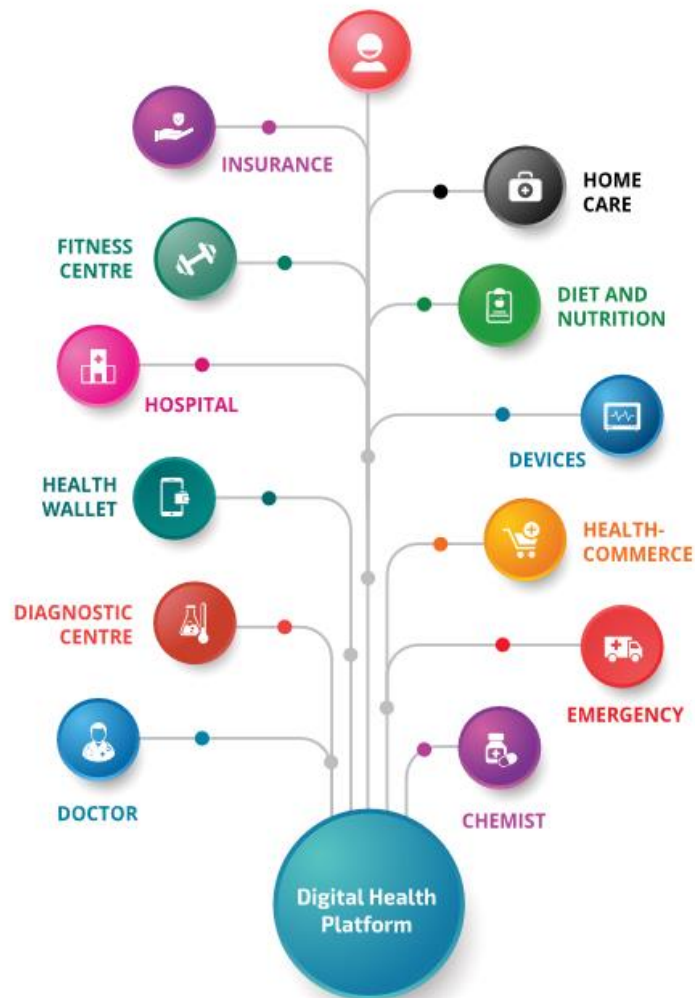 INSURANCE
HOME
CARE
FITNESS
CENTRE
DIET AND
NUTRITION
HOSPITAL
DEVICES
HEALTH
WALLET
HEALTH-
COMMERCE
DIAGNOSTIC
CENTRE
EMERGENCY
DOCTOR
CHEMIST
Digital Health
Platform